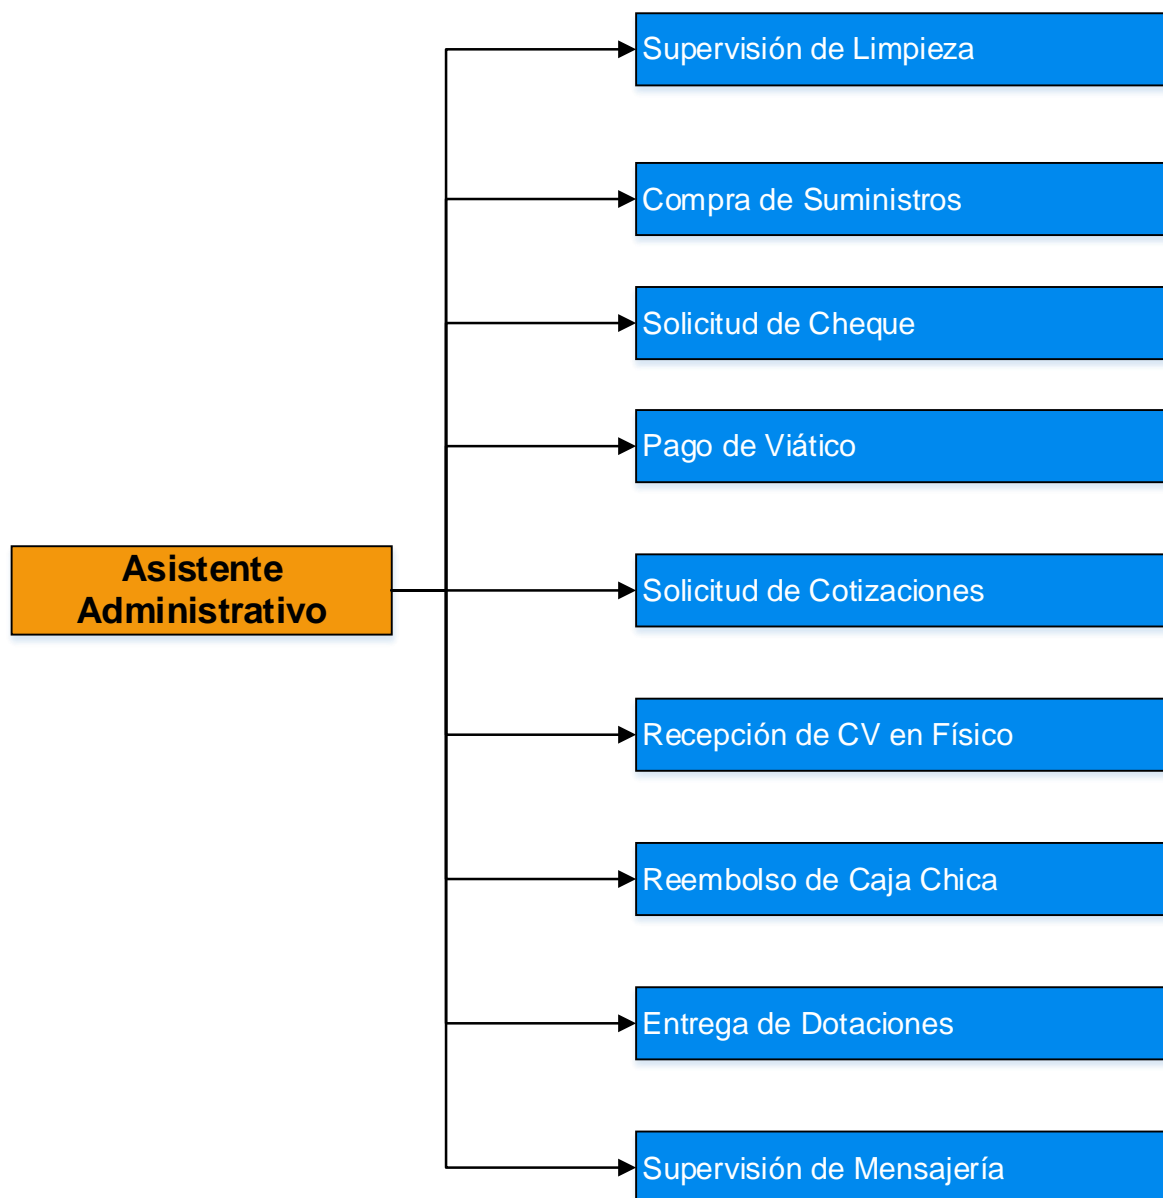 Supervisión de Limpieza
Compra de Suministros
Solicitud de Cheque
Pago de Viático
Asistente
Administrativo
Solicitud de Cotizaciones
Recepción de CV en Físico
Reembolso de Caja Chica
Entrega de Dotaciones
Supervisión de Mensajería